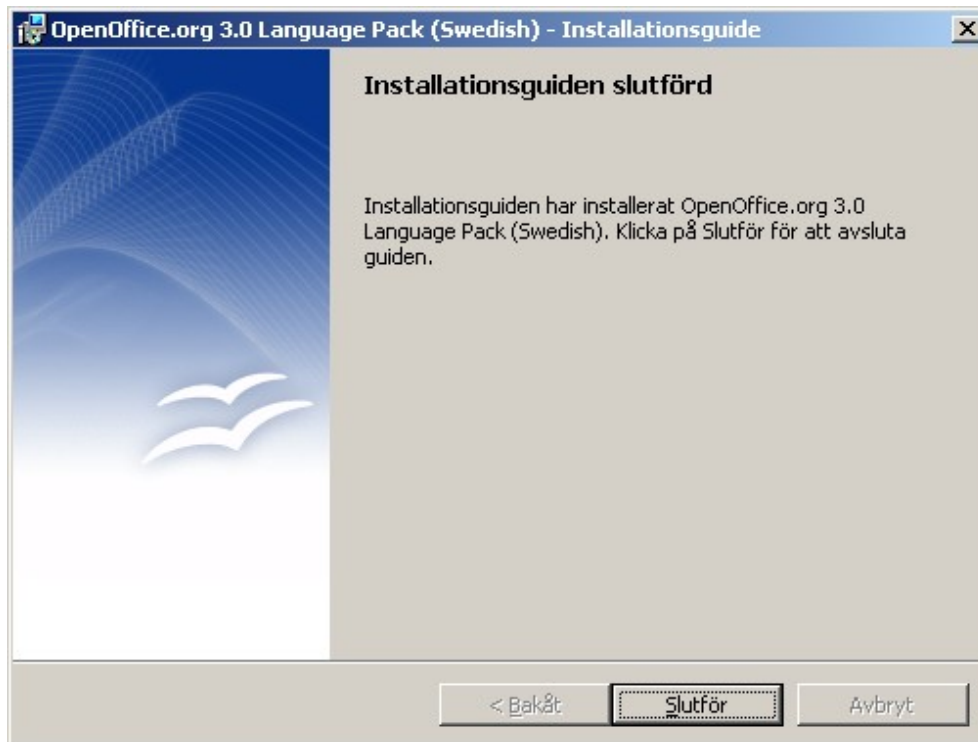 OpenOffice.org 3.0 Language Pack (Swedish) - Installationsguide
Installationsguiden slutförd
Installationsguiden har installerat OpenOffice.org 3.0
Language Pack (Swedish). Klicka på Slutför för att avsluta
guiden.
< Bakåt
Slutför
Avbryt